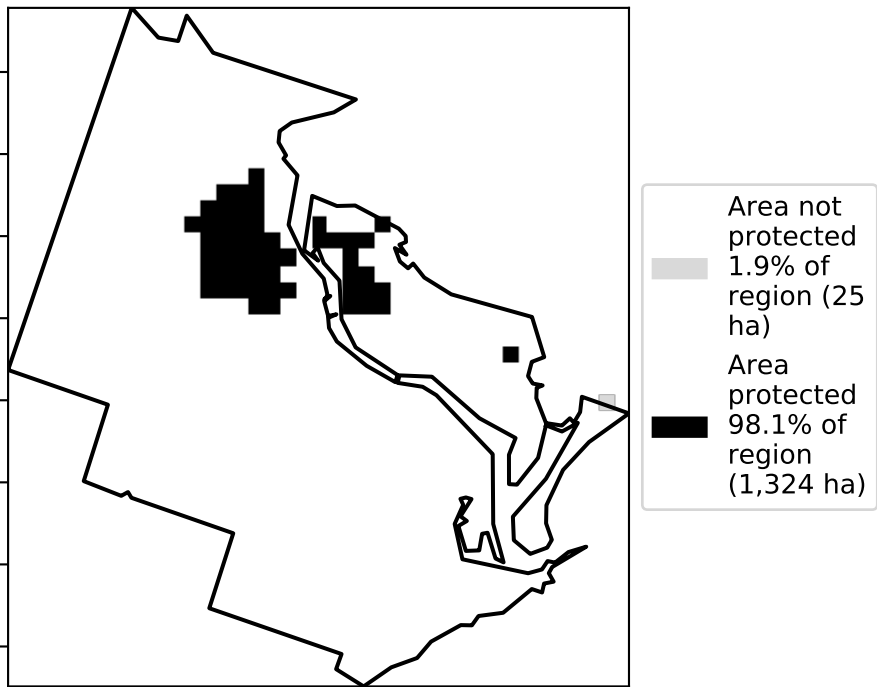 Area not
protected
1.9% of
region (25
ha)
Area
protected
98.1% of
region
(1,324 ha)